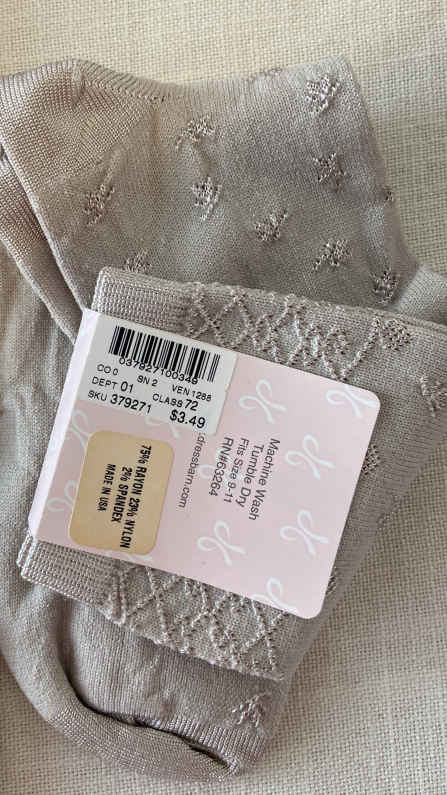 037927100349
CO 0 SN 2 VEN 1288
DEPT 01 CLASS 72
SKU 379271 $3.49
75% RAYON 23% NYLON
2% SPANDEX
MADE IN USA
Machine Wash
Tumble Dry
Fits Size 9-11
RN#63264
dressbarn.com